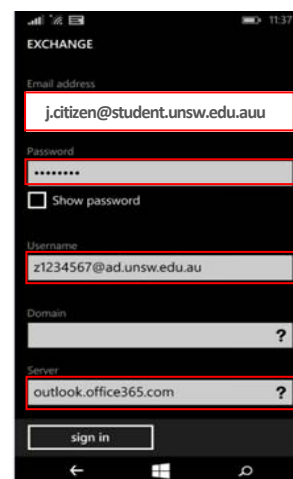 11:37
EXCHANGE
Email address
j.citizen@student.unsw.edu.auu
Password
••••••••
Show password
Username
z1234567@ad.unsw.edu.au
Domain
?
Server
outlook.office365.com ?
sign in